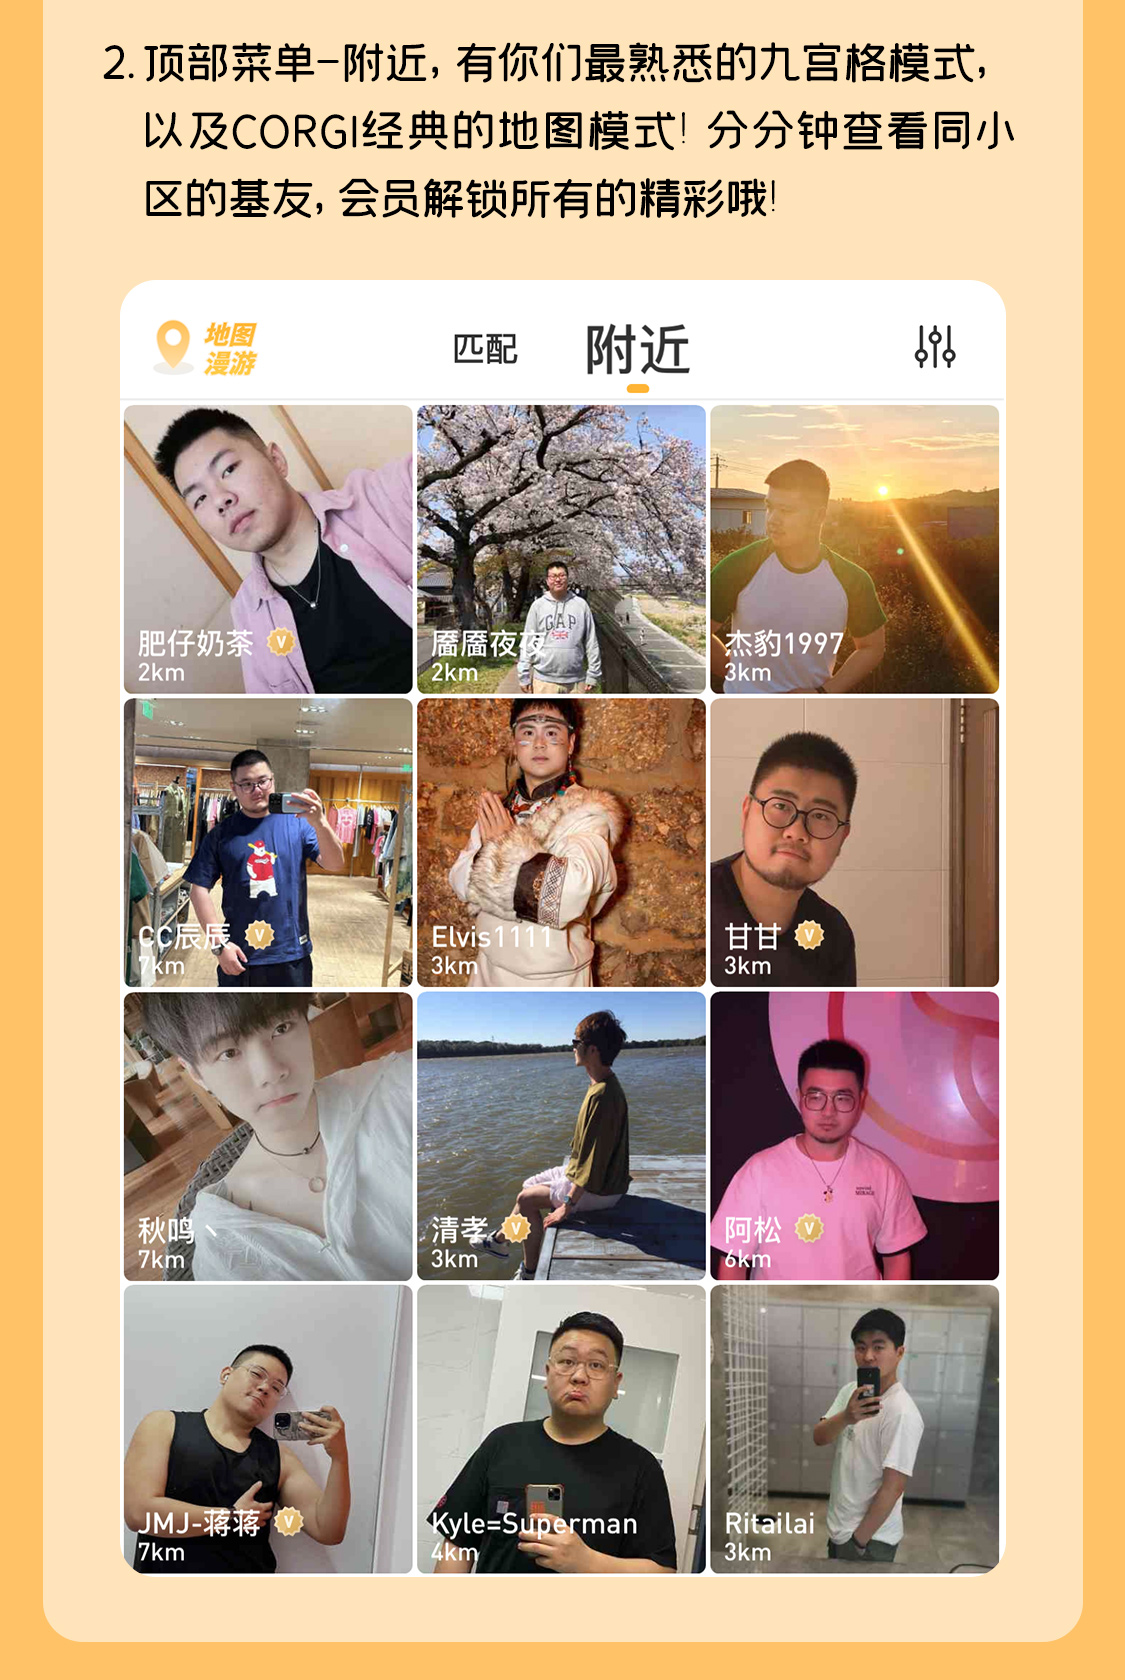 2. 顶部菜单-附近, 有你们最熟悉的九宫格模式,
以及CORGI经典的地图模式! 分分钟查看同小
区的基友, 会员解锁所有的精彩哦!
地图
漫游
匹配
附近
肥仔奶茶
2km
GAP
靥靥夜夜
2km
杰豹1997
3km
CC辰辰
7km
Elvis1111
3km
甘甘
3km
秋鸣丶
7km
清孝
3km
阿松
6km
JMJ-蒋蒋
7km
Kyle=Superman
4km
Ritailai
3km